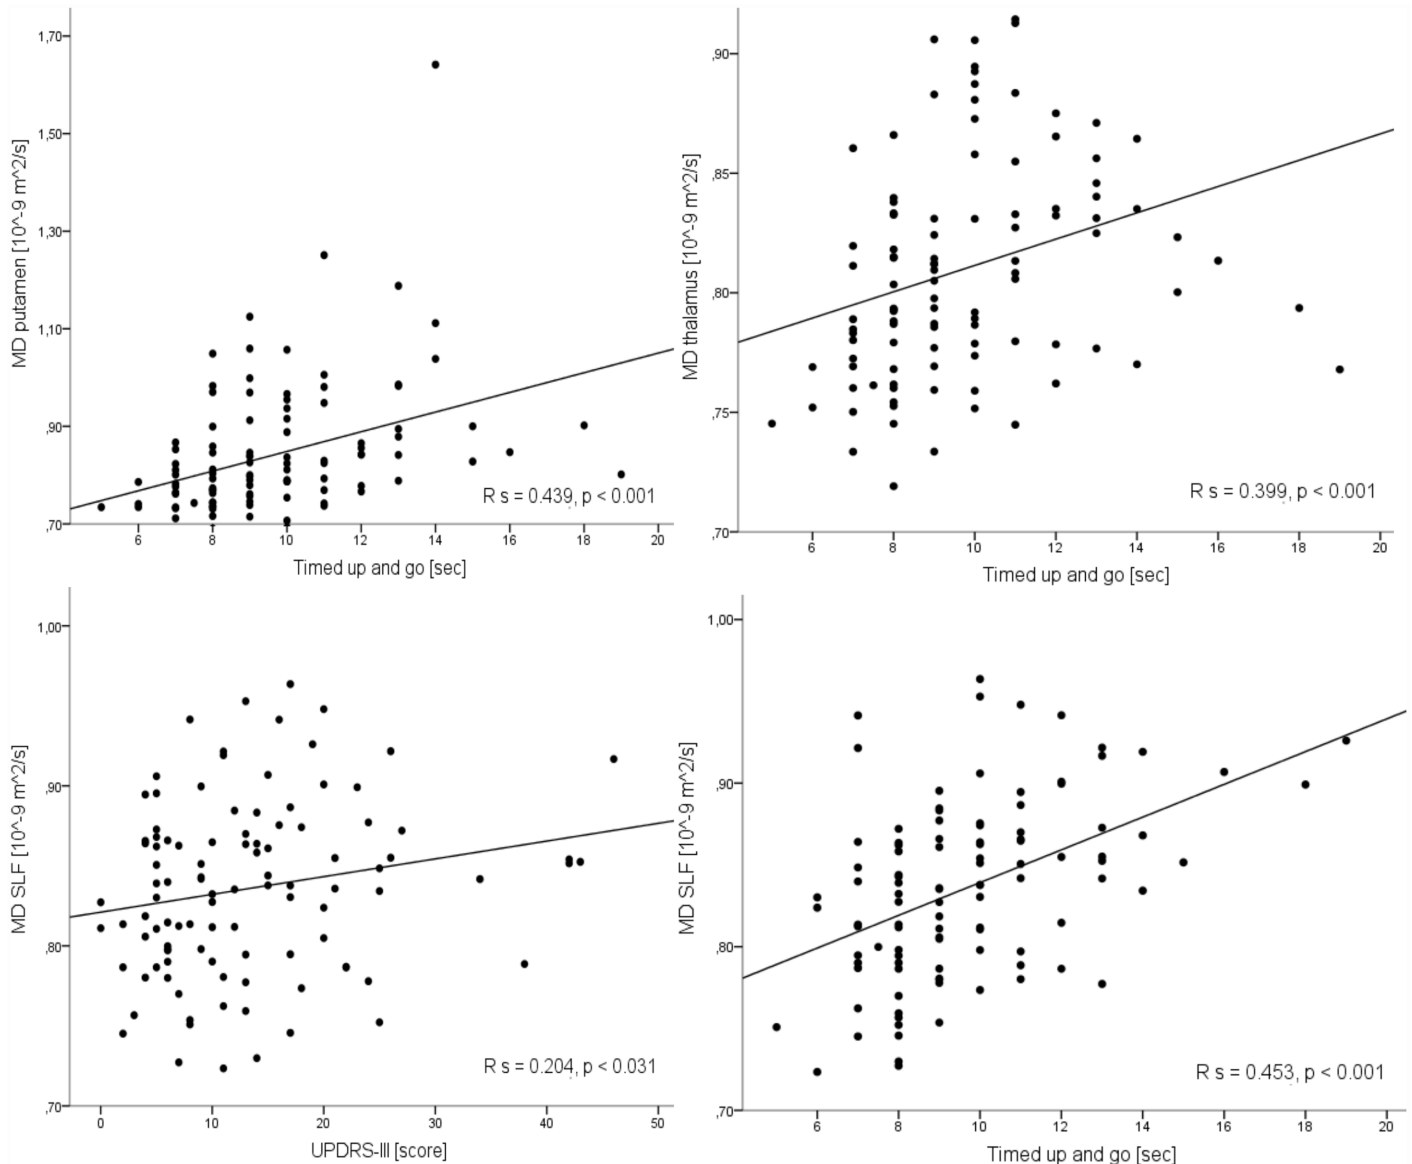 MD putamen [10^-9 m^2/s]
1,70
1,50
1,30
1,10
,90
,70
6 8 10 12 14 16 18 20
R s = 0.439, p < 0.001
Timed up and go [sec]
MD thalamus [10^-9 m^2/s]
,90
,85
,80
,75
,70
6 8 10 12 14 16 18 20
R s = 0.399, p < 0.001
Timed up and go [sec]
MD SLF [10^-9 m^2/s]
1,00
,90
,80
,70
0 10 20 30 40 50
R s = 0.204, p < 0.031
UPDRS-III [score]
MD SLF [10^-9 m^2/s]
1,00
,90
,80
,70
6 8 10 12 14 16 18 20
R s = 0.453, p < 0.001
Timed up and go [sec]